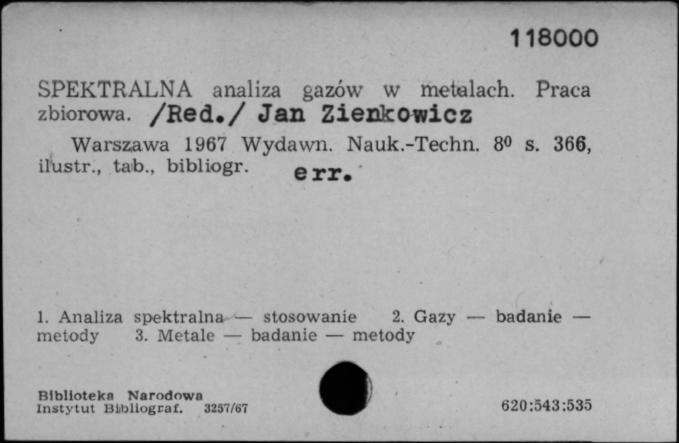 118000
SPEKTRALNA analiza gazów w metalach. Praca
zbiorowa. /Red./ Jan Zienkowicz
Warszawa 1967 Wydawn. Nauk.-Techn. 8⁰ s. 366,
ilustr., tab., bibliogr. err.
1. Analiza spektralna — stosowanie 2. Gazy — badanie —
metody 3. Metale — badanie — metody
Biblioteka Narodowa
Instytut Bibliograf. 3257/67 620:543:535